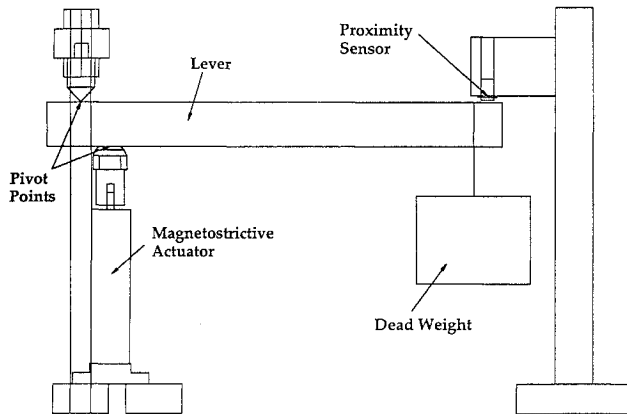 Proximity
Sensor
Lever
Pivot
Points
Magnetostrictive
Actuator
Dead Weight